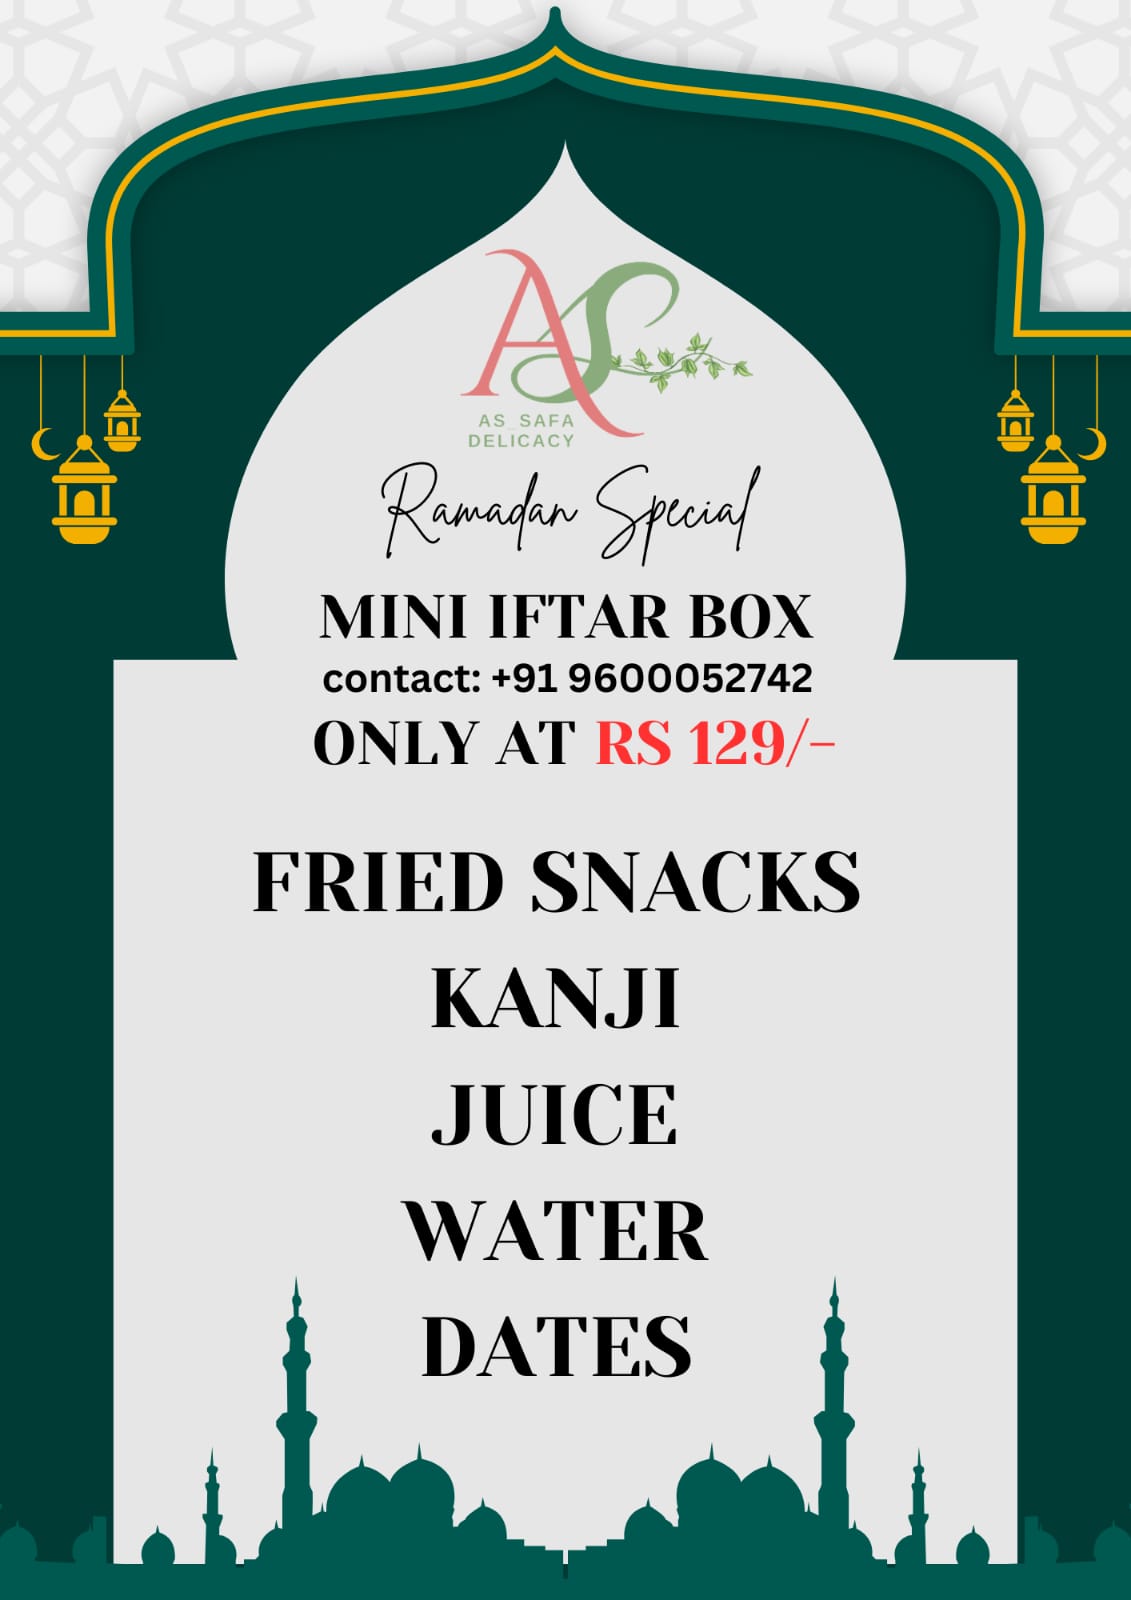 AS
AS_SAFA
DELICACY
Ramadan Special
MINI IFTAR BOX
contact: +91 9600052742
ONLY AT RS 129/-
FRIED SNACKS
KANJI
JUICE
WATER
DATES